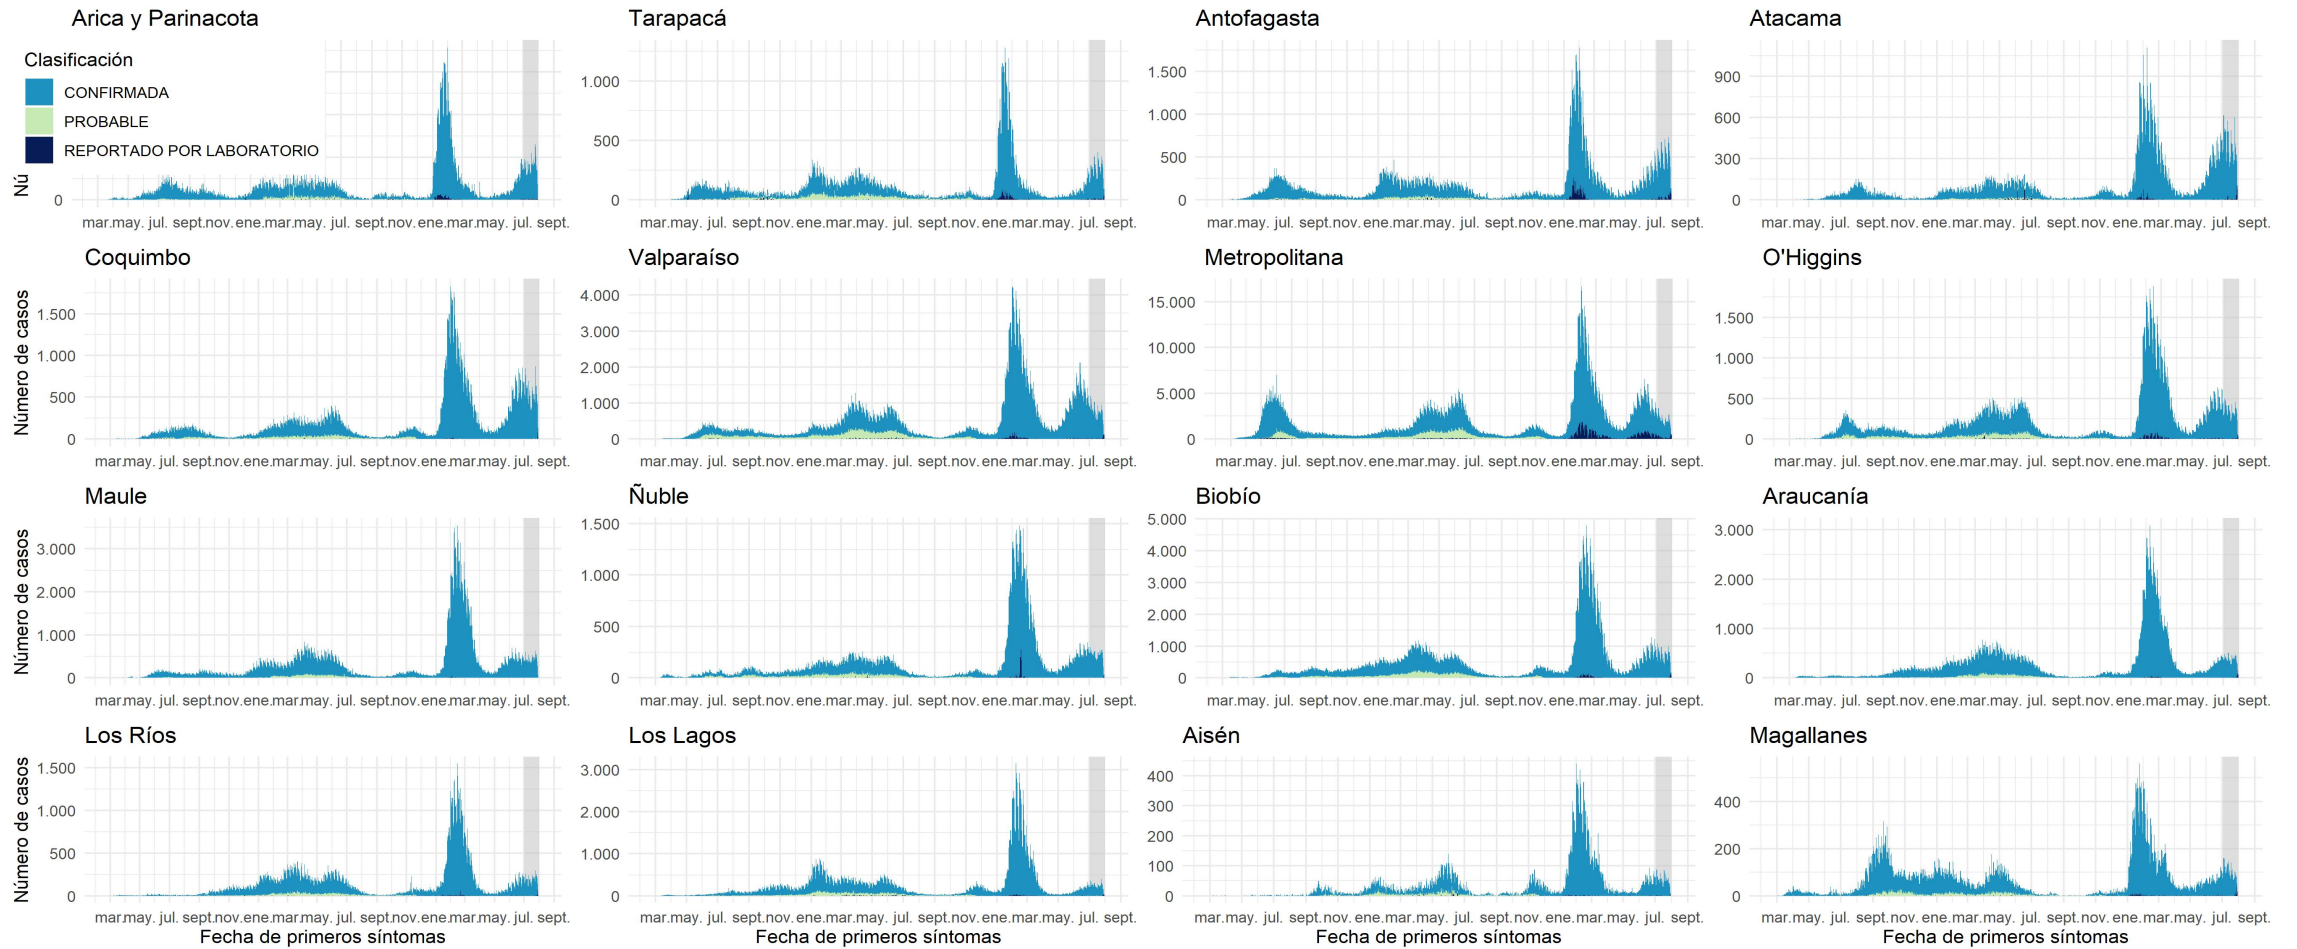 Arica y Parinacota
Clasificación
CONFIRMADA
PROBABLE
REPORTADO POR LABORATORIO
Nú
0
mar.may. jul. sept.nov. ene.mar.may. jul. sept.nov. ene.mar.may. jul. sept.
Tarapacá
1.000
500
0
mar.may. jul. sept.nov. ene.mar.may. jul. sept.nov. ene.mar.may. jul. sept.
Antofagasta
1.500
1.000
500
0
mar.may. jul. sept.nov. ene.mar.may. jul. sept.nov. ene.mar.may. jul. sept.
Atacama
900
600
300
0
mar.may. jul. sept.nov. ene.mar.may. jul. sept.nov. ene.mar.may. jul. sept.
Coquimbo
Número de casos
1.500
1.000
500
0
mar.may. jul. sept.nov. ene.mar.may. jul. sept.nov. ene.mar.may. jul. sept.
Valparaíso
4.000
3.000
2.000
1.000
0
mar.may. jul. sept.nov. ene.mar.may. jul. sept.nov. ene.mar.may. jul. sept.
Metropolitana
15.000
10.000
5.000
0
mar.may. jul. sept.nov. ene.mar.may. jul. sept.nov. ene.mar.may. jul. sept.
O'Higgins
1.500
1.000
500
0
mar.may. jul. sept.nov. ene.mar.may. jul. sept.nov. ene.mar.may. jul. sept.
Maule
Número de casos
3.000
2.000
1.000
0
mar.may. jul. sept.nov. ene.mar.may. jul. sept.nov. ene.mar.may. jul. sept.
Ñuble
1.500
1.000
500
0
mar.may. jul. sept.nov. ene.mar.may. jul. sept.nov. ene.mar.may. jul. sept.
Biobío
5.000
4.000
3.000
2.000
1.000
0
mar.may. jul. sept.nov. ene.mar.may. jul. sept.nov. ene.mar.may. jul. sept.
Araucanía
3.000
2.000
1.000
0
mar.may. jul. sept.nov. ene.mar.may. jul. sept.nov. ene.mar.may. jul. sept.
Los Ríos
Número de casos
1.500
1.000
500
0
mar.may. jul. sept.nov. ene.mar.may. jul. sept.nov. ene.mar.may. jul. sept.
Fecha de primeros síntomas
Los Lagos
3.000
2.000
1.000
0
mar.may. jul. sept.nov. ene.mar.may. jul. sept.nov. ene.mar.may. jul. sept.
Fecha de primeros síntomas
Aisén
400
300
200
100
0
mar.may. jul. sept.nov. ene.mar.may. jul. sept.nov. ene.mar.may. jul. sept.
Fecha de primeros síntomas
Magallanes
400
200
0
mar.may. jul. sept.nov. ene.mar.may. jul. sept.nov. ene.mar.may. jul. sept.
Fecha de primeros síntomas